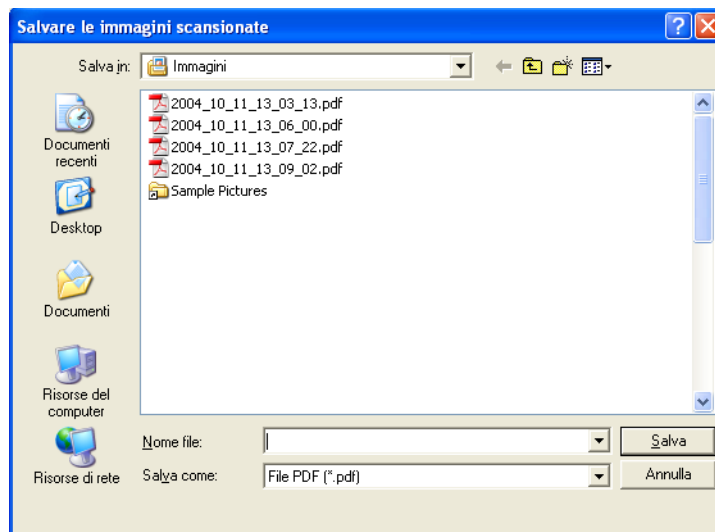 Salvare le immagini scansionate
Salva in: Immagini
2004_10_11_13_03_13.pdf
2004_10_11_13_06_00.pdf
2004_10_11_13_07_22.pdf
2004_10_11_13_09_02.pdf
Sample Pictures
Documenti
recenti
Desktop
Documenti
Risorse del
computer
Risorse di rete
Nome file:
Salva
Salva come: File PDF (*.pdf)
Annulla